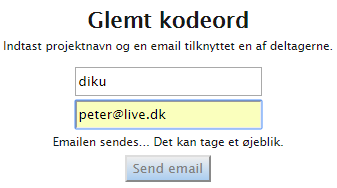 Glemt kodeord
Indtast projektnavn og en email tilknyttet en af deltagerne.
diku
peter@live.dk
Emailen sendes... Det kan tage et øjeblik.
Send email